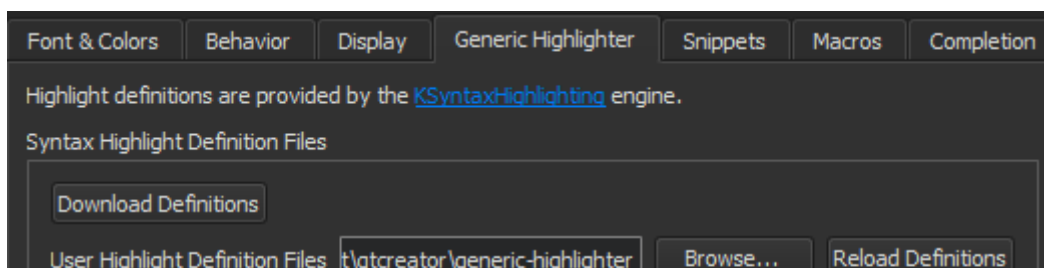 Font & Colors Behavior Display Generic Highlighter Snippets Macros Completion
Highlight definitions are provided by the KSyntaxHighlighting engine.
Syntax Highlight Definition Files
Download Definitions
User Highlight Definition Files t\qtcreator\generic-highlighter Browse... Reload Definitions